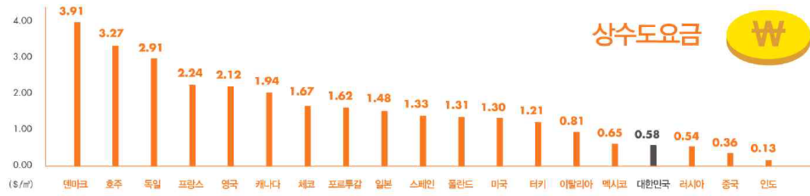 상수도요금
₩
4.00
3.00
2.00
1.00
0.00
($/㎥)
3.91 3.27 2.91 2.24 2.12 1.94 1.67 1.62 1.48 1.33 1.31 1.30 1.21 0.81 0.65 0.58 0.54 0.36 0.13
덴마크 호주 독일 프랑스 영국 캐나다 체코 포르투갈 일본 스페인 폴란드 미국 터키 이탈리아 멕시코 대한민국 러시아 중국 인도